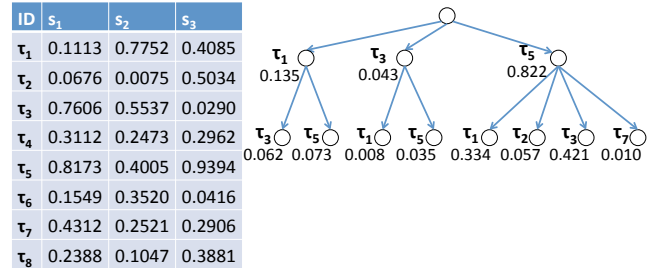 ID s₁ s₂ s₃
τ₁ 0.1113 0.7752 0.4085
τ₂ 0.0676 0.0075 0.5034
τ₃ 0.7606 0.5537 0.0290
τ₄ 0.3112 0.2473 0.2962
τ₅ 0.8173 0.4005 0.9394
τ₆ 0.1549 0.3520 0.0416
τ₇ 0.4312 0.2521 0.2906
τ₈ 0.2388 0.1047 0.3881
τ₁ τ₃ τ₅
0.135 0.043 0.822
τ₃ τ₅ τ₁ τ₅ τ₁ τ₂ τ₃ τ₇
0.062 0.073 0.008 0.035 0.334 0.057 0.421 0.010